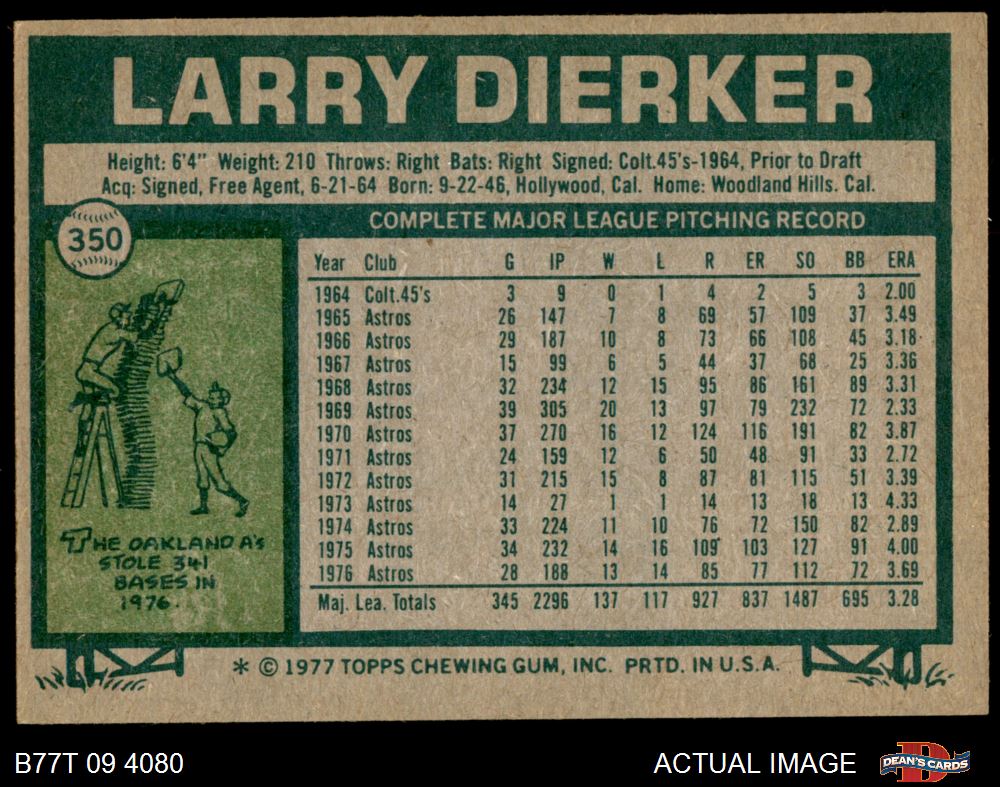 LARRY DIERKER
Height: 6'4" Weight: 210 Throws: Right Bats: Right Signed: Colt.45's-1964, Prior to Draft
Acq: Signed, Free Agent, 6-21-64 Born: 9-22-46, Hollywood, Cal. Home: Woodland Hills. Cal.
COMPLETE MAJOR LEAGUE PITCHING RECORD
350
Year Club G IP W L R ER SO BB ERA
1964 Colt.45's 3 9 0 1 4 2 5 3 2.00
1965 Astros 26 147 7 8 69 57 109 37 3.49
1966 Astros 29 187 10 8 73 66 108 45 3.18
1967 Astros 15 99 6 5 44 37 68 25 3.36
1968 Astros 32 234 12 15 95 86 161 89 3.31
1969 Astros 39 305 20 13 97 79 232 72 2.33
1970 Astros 37 270 16 12 124 116 191 82 3.87
1971 Astros 24 159 12 6 50 48 91 33 2.72
1972 Astros 31 215 15 8 87 81 115 51 3.39
1973 Astros 14 27 1 1 14 13 18 13 4.33
1974 Astros 33 224 11 10 76 72 150 82 2.89
1975 Astros 34 232 14 16 109 103 127 91 4.00
1976 Astros 28 188 13 14 85 77 112 72 3.69
Maj. Lea. Totals 345 2296 137 117 927 837 1487 695 3.28
THE OAKLAND A's
STOLE 341
BASES IN
1976.
* © 1977 TOPPS CHEWING GUM, INC. PRTD. IN U.S.A.
B77T 09 4080
ACTUAL IMAGE
DEAN'S CARDS